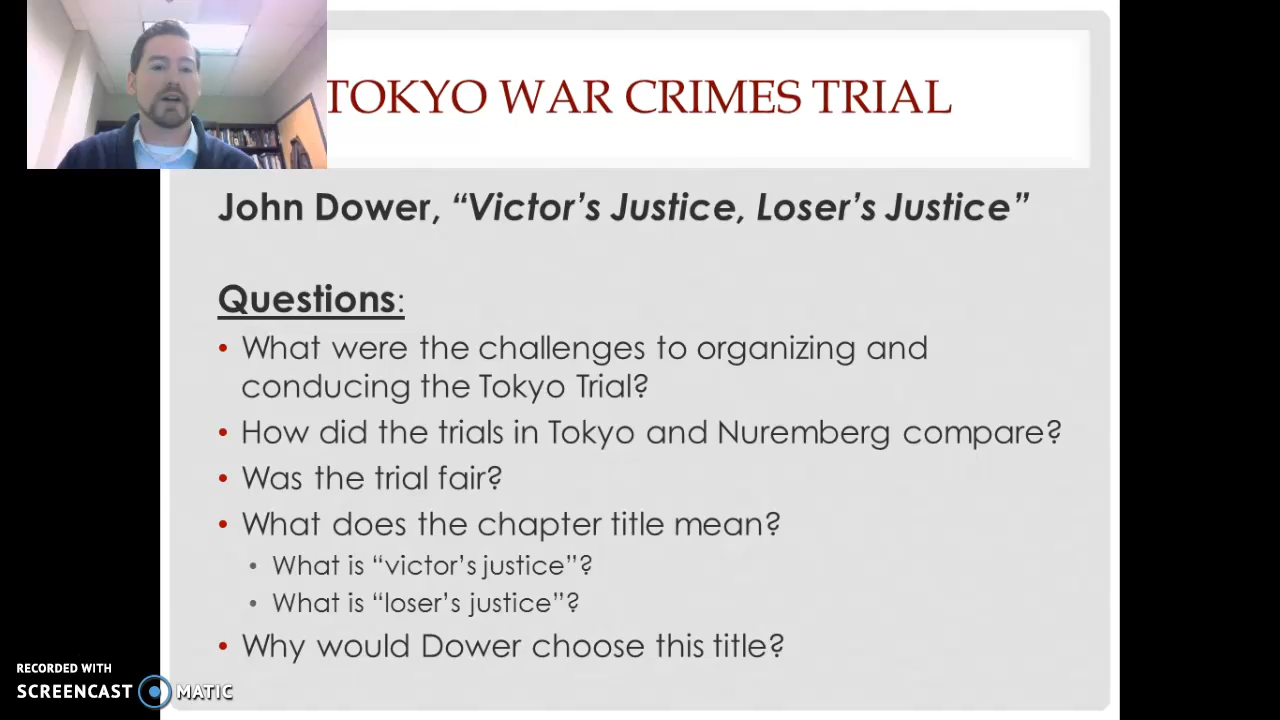 TOKYO WAR CRIMES TRIAL
John Dower, “Victor’s Justice, Loser’s Justice”
Questions:
• What were the challenges to organizing and
conducing the Tokyo Trial?
• How did the trials in Tokyo and Nuremberg compare?
• Was the trial fair?
• What does the chapter title mean?
• What is “victor’s justice”?
• What is “loser’s justice”?
• Why would Dower choose this title?
RECORDED WITH
SCREENCAST MATIC